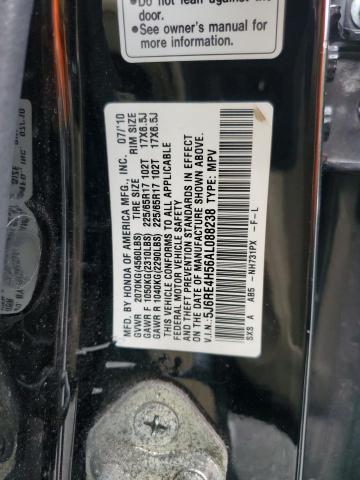 •Do not lean against the
door.
•See owner's manual for
more information.
MFD. BY HONDA OF AMERICA MFG., INC. 07/10
GVWR 2070KG(4560LBS) TIRE SIZE RIM SIZE
GAWR F 1050KG(2310LBS) 225/65R17 102T 17X6.5J
GAWR R 1040KG(2290LBS) 225/65R17 102T 17X6.5J
THIS VEHICLE CONFORMS TO ALL APPLICABLE
FEDERAL MOTOR VEHICLE SAFETY
AND THEFT PREVENTION STANDARDS IN EFFECT
ON THE DATE OF MANUFACTURE SHOWN ABOVE.
V.I.N.:5J6RE4H56AL088238 TYPE: MPV
SXS A AB5 -NH731PX -F-L